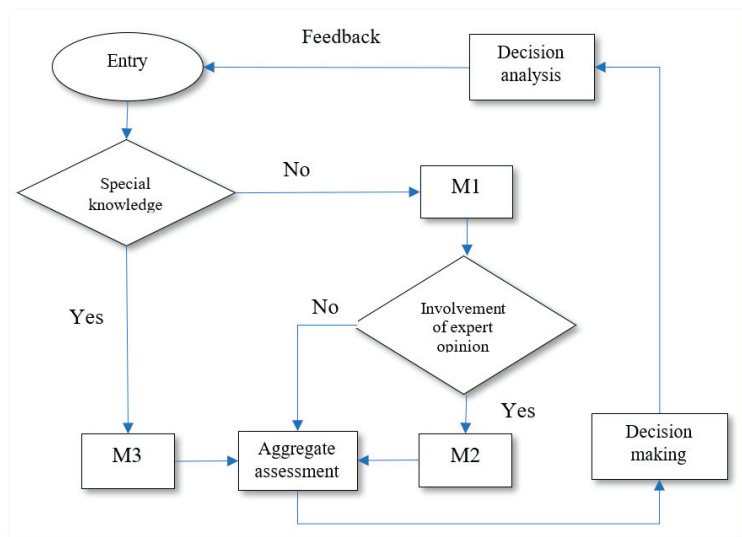 Feedback
Entry
Decision
analysis
Special
knowledge
No
M1
Yes
No
Involvement
of expert
opinion
Yes
M3
Aggregate
assessment
M2
Decision
making